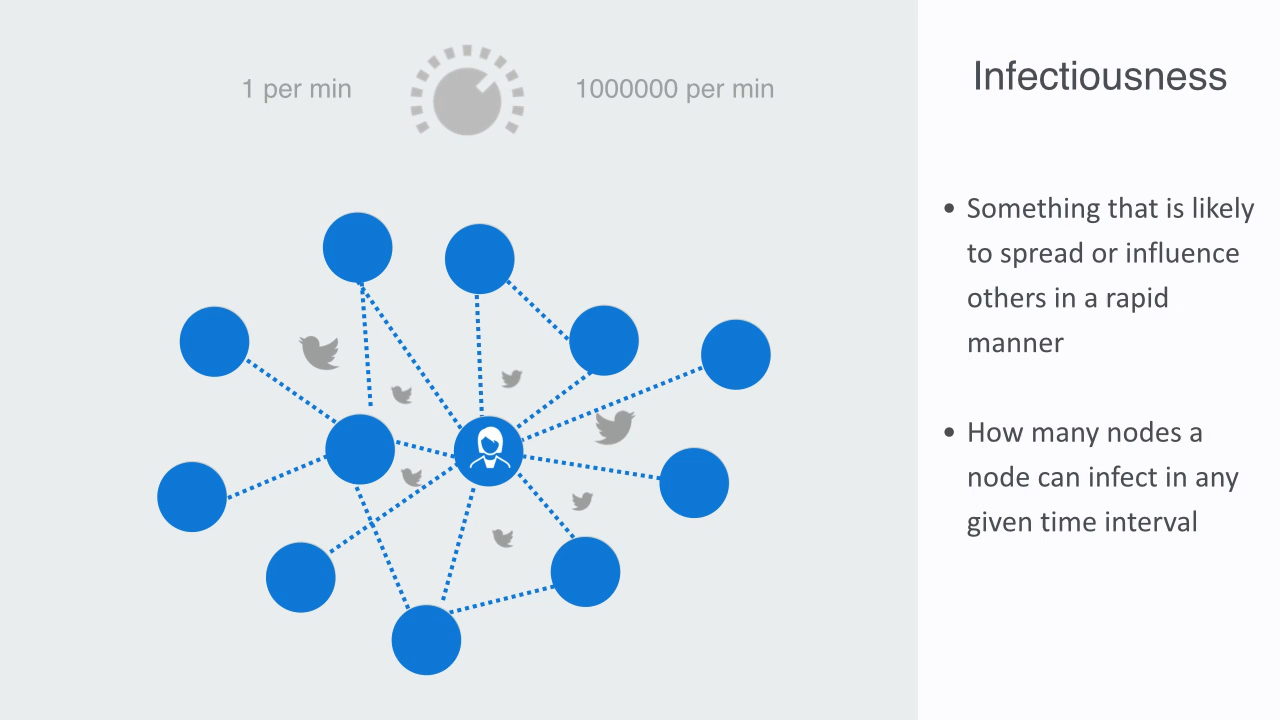 1 per min
1000000 per min
Infectiousness
• Something that is likely
to spread or influence
others in a rapid
manner
• How many nodes a
node can infect in any
given time interval